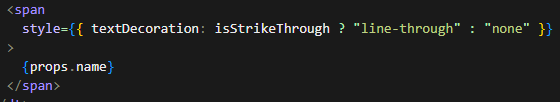 <span
style={{ textDecoration: isStrikeThrough ? "line-through" : "none" }}
>
{props.name}
</span>